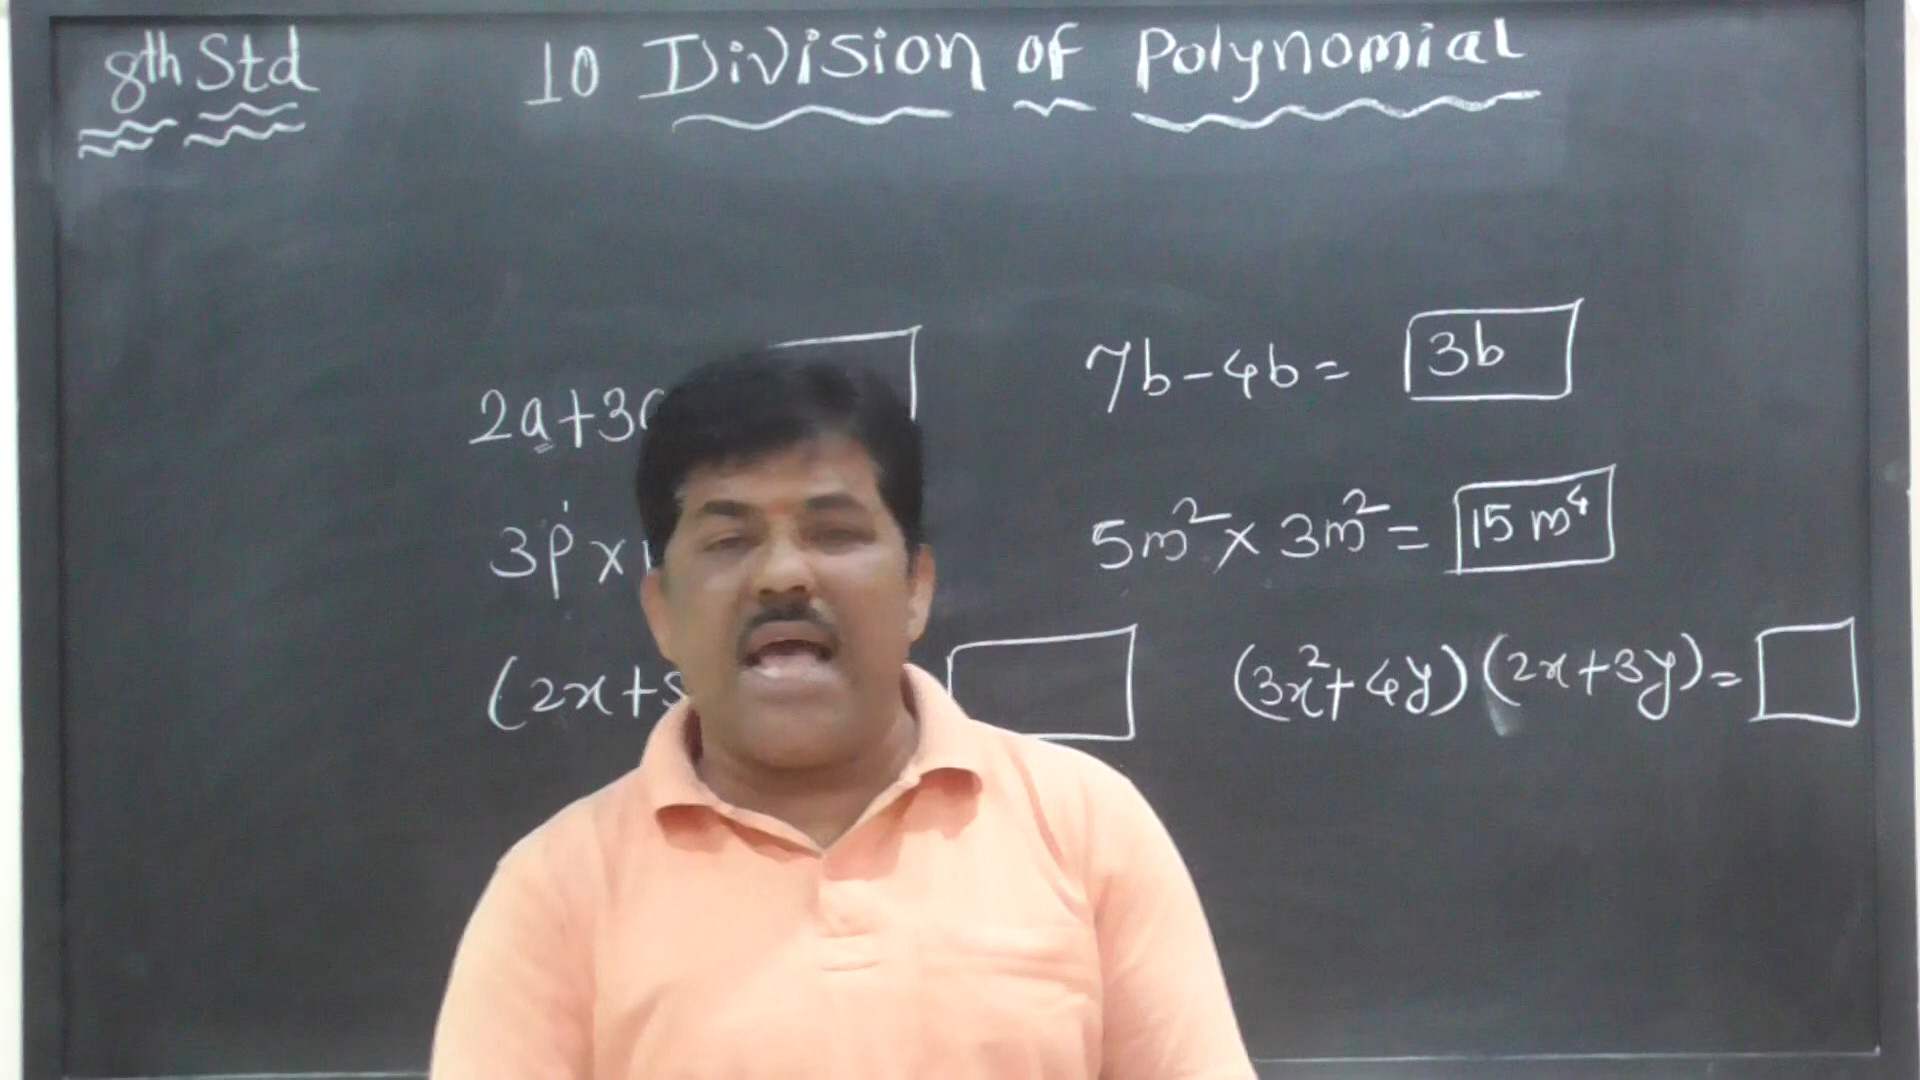 8th Std 10 Division of Polynomial
2a+3 7b-4b= 3b
3p¹× 5m²× 3m²= 15m⁴
(2x+5 (3x²+4y)(2x+3y)=